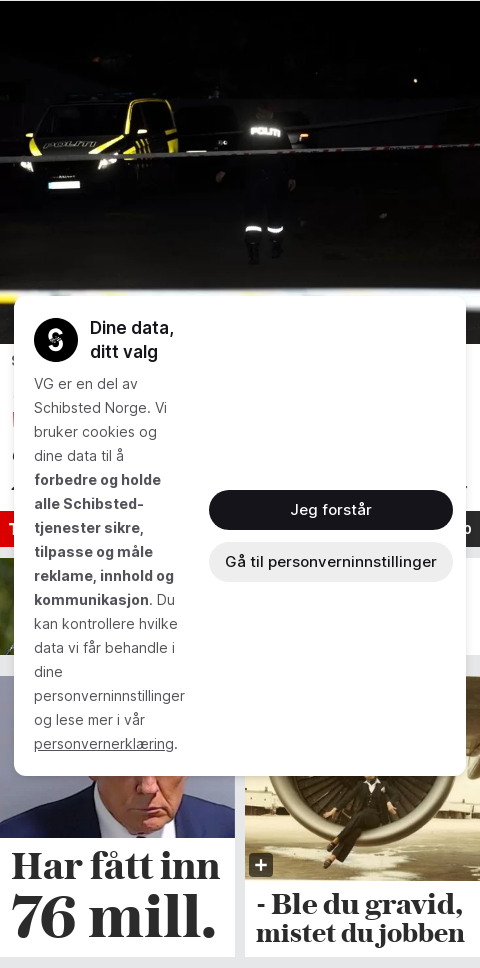 POLITI
POLITI
Dine data,
ditt valg
VG er en del av
Schibsted Norge. Vi
bruker cookies og
dine data til å
forbedre og holde
alle Schibsted-
tjenester sikre,
tilpasse og måle
reklame, innhold og
kommunikasjon. Du
kan kontrollere hvilke
data vi får behandle i
dine
personverninnstillinger
og lese mer i vår
personvernerklæring.
Jeg forstår
Gå til personverninnstillinger
Har fått inn
76 mill.
- Ble du gravid,
mistet du jobben